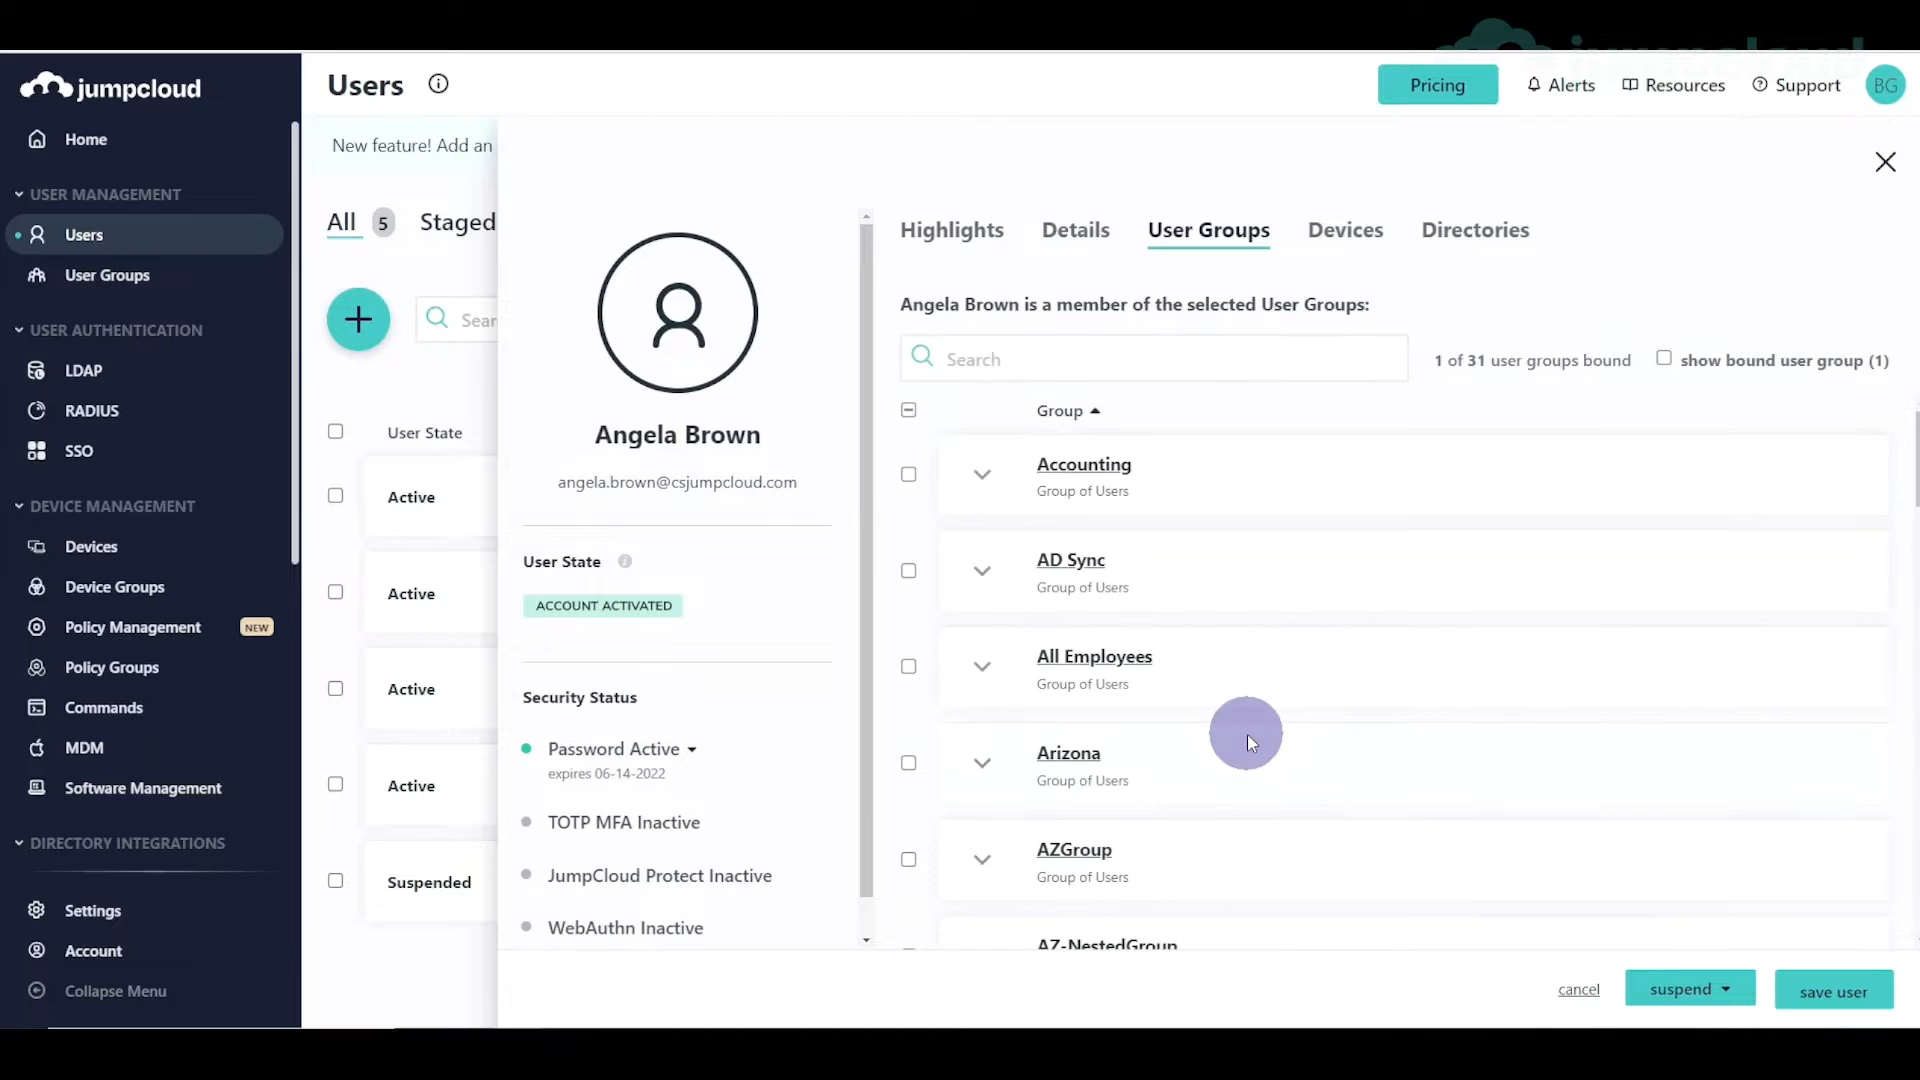 jumpcloud
Home
USER MANAGEMENT
Users
User Groups
USER AUTHENTICATION
LDAP
RADIUS
SSO
DEVICE MANAGEMENT
Devices
Device Groups
Policy Management NEW
Policy Groups
Commands
MDM
Software Management
DIRECTORY INTEGRATIONS
Settings
Account
Collapse Menu
Users
Pricing
Alerts
Resources
Support
BG
New feature! Add an
All 5 Staged
Sear
User State
Active
Active
Active
Active
Suspended
Angela Brown
angela.brown@csjumpcloud.com
User State
ACCOUNT ACTIVATED
Security Status
Password Active
expires 06-14-2022
TOTP MFA Inactive
JumpCloud Protect Inactive
WebAuthn Inactive
Highlights Details User Groups Devices Directories
Angela Brown is a member of the selected User Groups:
Search
1 of 31 user groups bound
show bound user group (1)
Group
Accounting
Group of Users
AD Sync
Group of Users
All Employees
Group of Users
Arizona
Group of Users
AZGroup
Group of Users
AZ-NestedGroup
cancel
suspend
save user